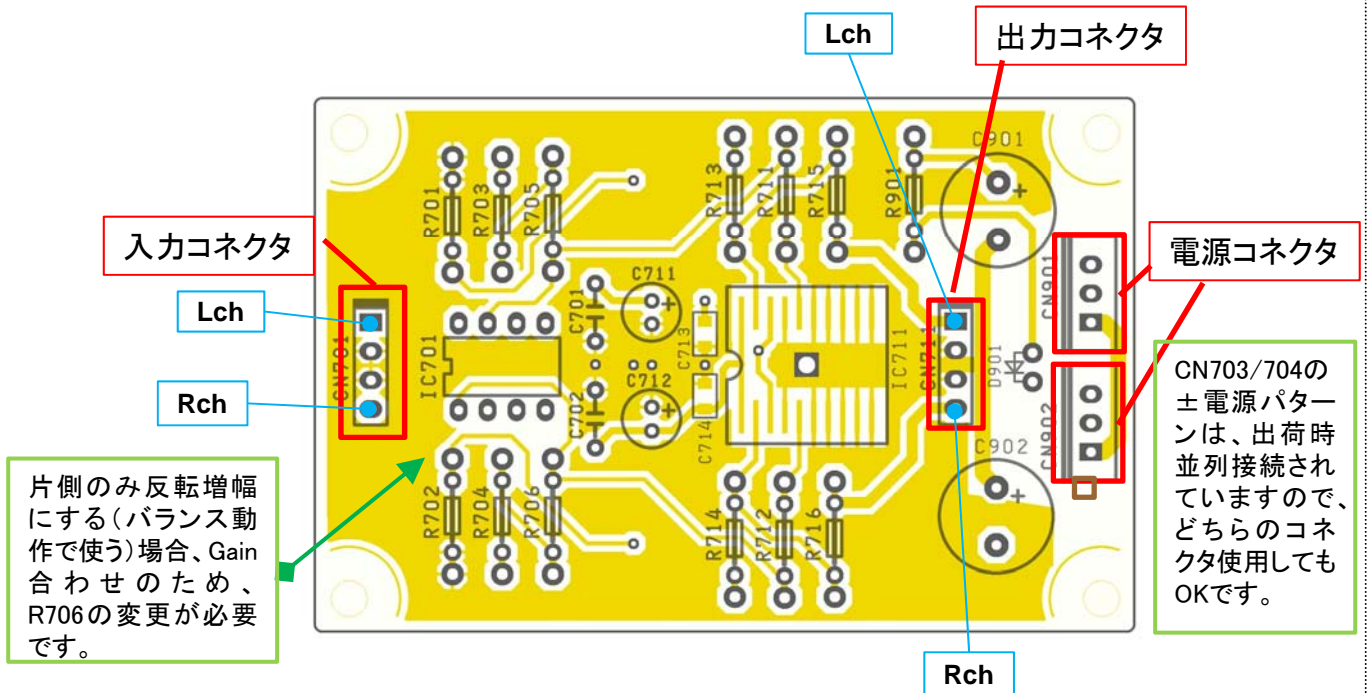 Lch
出力コネクタ
入力コネクタ
Lch
Rch
電源コネクタ
片側のみ反転増幅
にする(バランス動
作で使う)場合、Gain
合わせのため、
R706の変更が必要
です。
CN703/704の
±電源パター
ンは、出荷時
並列接続され
ていますので、
どちらのコネ
クタ使用しても
OKです。
Rch
R701
R703
R705
R713
R711
R715
R901
C901
+
CN701
IC701
C701
C711
+
C713
IC711
CN711
D901
CN901
C702
C712
+
C714
CN902
C902
+
R702
R704
R706
R714
R712
R716